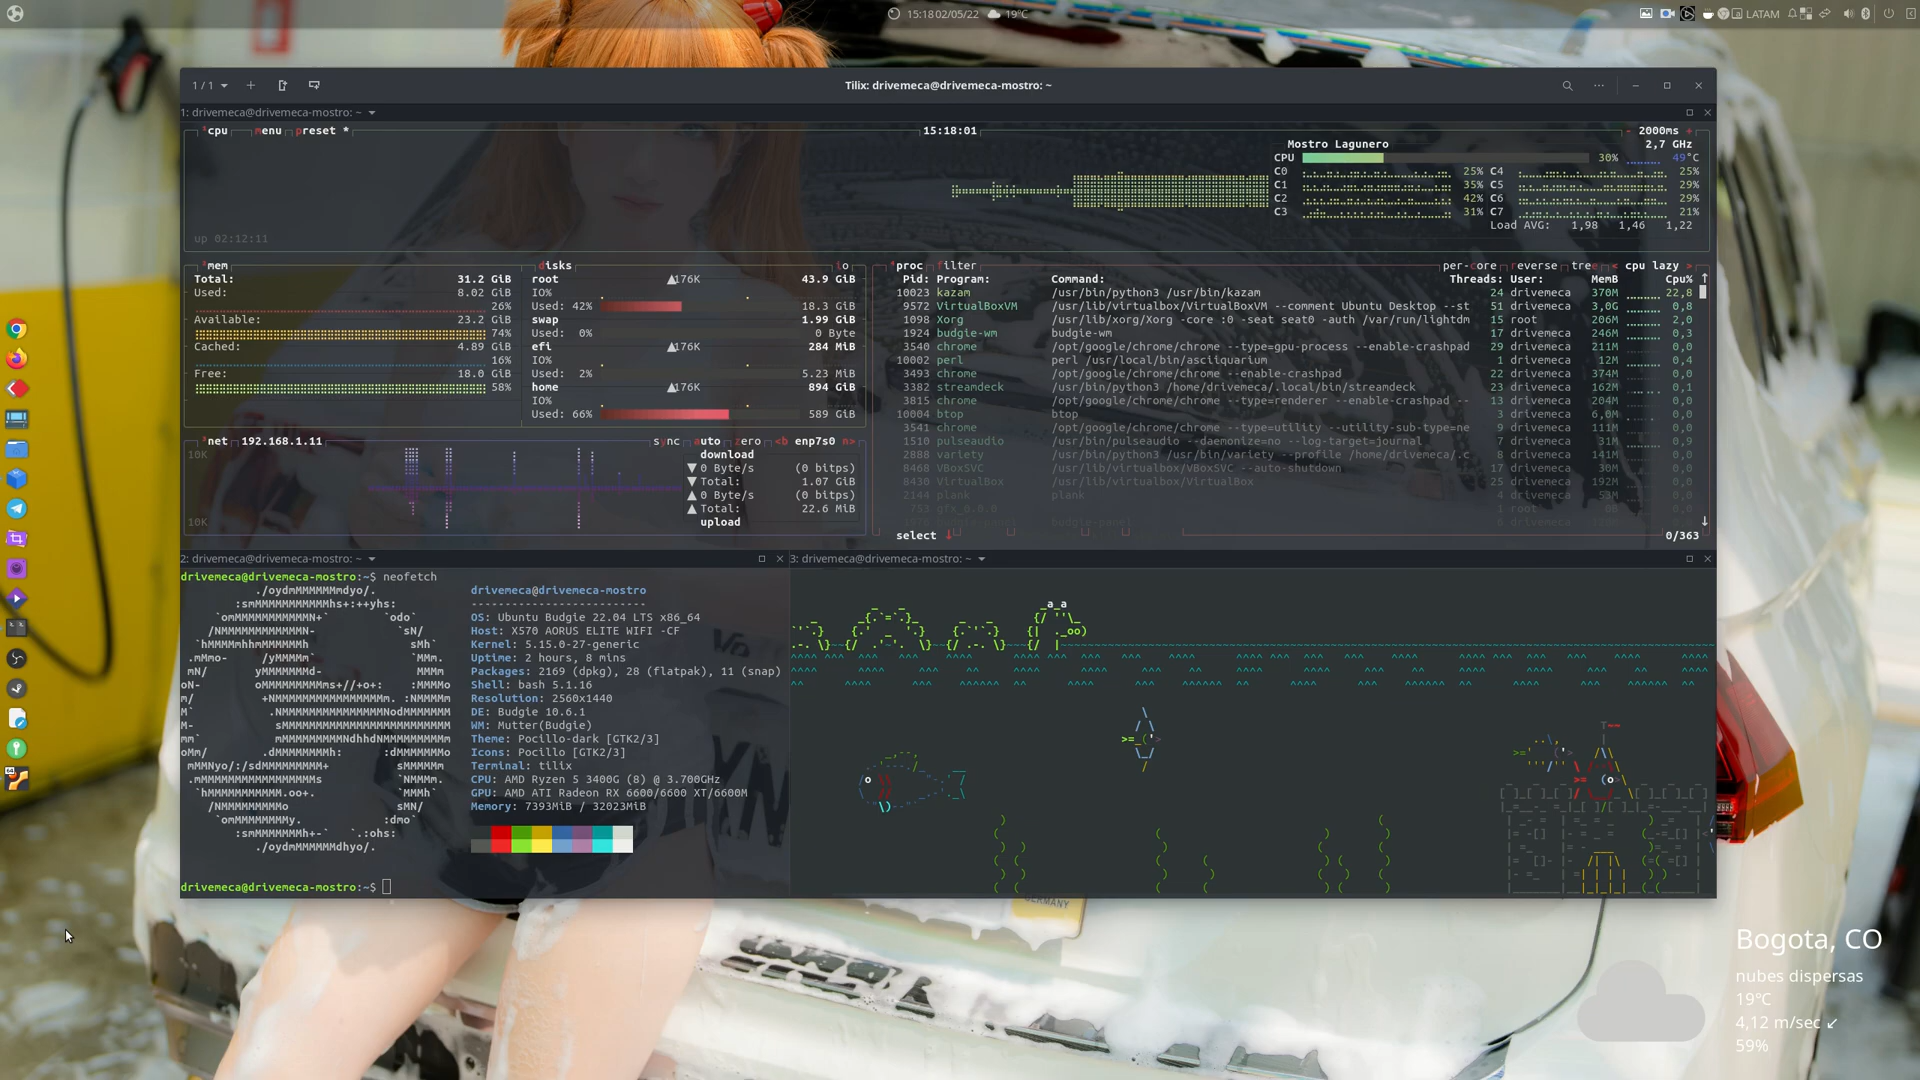 15:18 02/05/22 19°C
LATAM
1 / 1
Tilix: drivemeca@drivemeca-mostro: ~
1: drivemeca@drivemeca-mostro: ~
cpu menu preset * 15:18:01 - 2000ms +
Mostro Lagunero 2,7 GHz
CPU 30% 49°C
C0 25% C4 25%
C1 35% C5 29%
C2 42% C6 29%
C3 31% C7 21%
Load AVG: 1,98 1,46 1,22
up 02:12:11
mem
Total: 31.2 GiB
Used: 8.02 GiB
26%
Available: 23.2 GiB
74%
Cached: 4.89 GiB
16%
Free: 18.0 GiB
58%
disks io
root ▲176K 43.9 GiB
IO%
Used: 42% 18.3 GiB
swap 1.99 GiB
Used: 0% 0 Byte
efi ▲176K 284 MiB
IO%
Used: 2% 5.23 MiB
home ▲176K 894 GiB
IO%
Used: 66% 589 GiB
net 192.168.1.11 sync auto zero <b enp7s0 n>
10K
download
▼ 0 Byte/s (0 bitps)
▼ Total: 1.07 GiB
▲ 0 Byte/s (0 bitps)
▲ Total: 22.6 MiB
upload
10K
proc filter per-core reverse tree < cpu lazy >
Pid: Program: Command: Threads: User: MemB Cpu%
10023 kazam /usr/bin/python3 /usr/bin/kazam 24 drivemeca 370M 22,8
9572 VirtualBoxVM /usr/lib/virtualbox/VirtualBoxVM --comment Ubuntu Desktop --st 51 drivemeca 3,0G 0,8
1098 Xorg /usr/lib/xorg/Xorg -core :0 -seat seat0 -auth /var/run/lightdm 15 root 206M 2,0
1924 budgie-wm budgie-wm 17 drivemeca 246M 0,3
3540 chrome /opt/google/chrome/chrome --type=gpu-process --enable-crashpad 29 drivemeca 211M 0,0
10002 perl perl /usr/local/bin/asciiquarium 1 drivemeca 12M 0,4
3493 chrome /opt/google/chrome/chrome --enable-crashpad 22 drivemeca 374M 0,0
3382 streamdeck /usr/bin/python3 /home/drivemeca/.local/bin/streamdeck 23 drivemeca 162M 0,1
3815 chrome /opt/google/chrome/chrome --type=renderer --enable-crashpad -- 13 drivemeca 204M 0,0
10004 btop btop 3 drivemeca 6,0M 0,0
3541 chrome /opt/google/chrome/chrome --type=utility --utility-sub-type=ne 9 drivemeca 111M 0,0
1510 pulseaudio /usr/bin/pulseaudio --daemonize=no --log-target=journal 7 drivemeca 31M 0,9
2888 variety /usr/bin/python3 /usr/bin/variety --profile /home/drivemeca/.c 8 drivemeca 141M 0,0
8468 VBoxSVC /usr/lib/virtualbox/VBoxSVC --auto-shutdown 17 drivemeca 30M 0,0
8430 VirtualBox /usr/lib/virtualbox/VirtualBox 25 drivemeca 192M 0,0
2144 plank plank 4 drivemeca 53M 0,0
753 gfx_0.0.0 1 root 0,0
select ↓ 0/363
2: drivemeca@drivemeca-mostro: ~
drivemeca@drivemeca-mostro:~$ neofetch
drivemeca@drivemeca-mostro
--------------------------
OS: Ubuntu Budgie 22.04 LTS x86_64
Host: X570 AORUS ELITE WIFI -CF
Kernel: 5.15.0-27-generic
Uptime: 2 hours, 8 mins
Packages: 2169 (dpkg), 28 (flatpak), 11 (snap)
Shell: bash 5.1.16
Resolution: 2560x1440
DE: Budgie 10.6.1
WM: Mutter(Budgie)
Theme: Pocillo-dark [GTK2/3]
Icons: Pocillo [GTK2/3]
Terminal: tilix
CPU: AMD Ryzen 5 3400G (8) @ 3.700GHz
GPU: AMD ATI Radeon RX 6600/6600 XT/6600M
Memory: 7393MiB / 32023MiB
drivemeca@drivemeca-mostro:~$
3: drivemeca@drivemeca-mostro: ~
GERMANY
Bogota, CO
nubes dispersas
19°C
4,12 m/sec ↙
59%